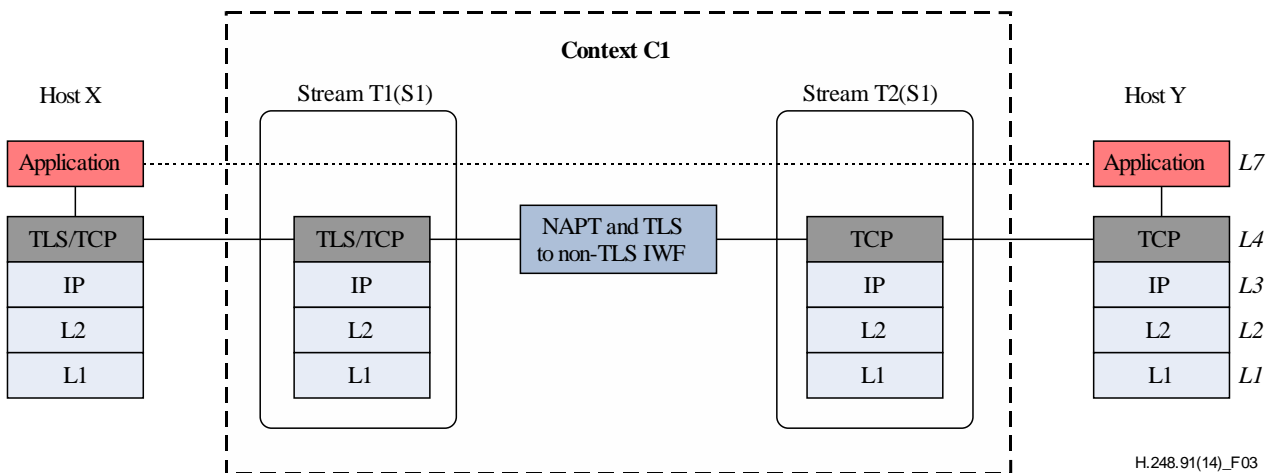 Context C1
Host X
Stream T1(S1)
Stream T2(S1)
Host Y
Application
Application
L7
TLS/TCP
TLS/TCP
NAPT and TLS
to non-TLS IWF
TCP
TCP
L4
IP
IP
IP
IP
L3
L2
L2
L2
L2
L2
L1
L1
L1
L1
L1
H.248.91(14)_F03